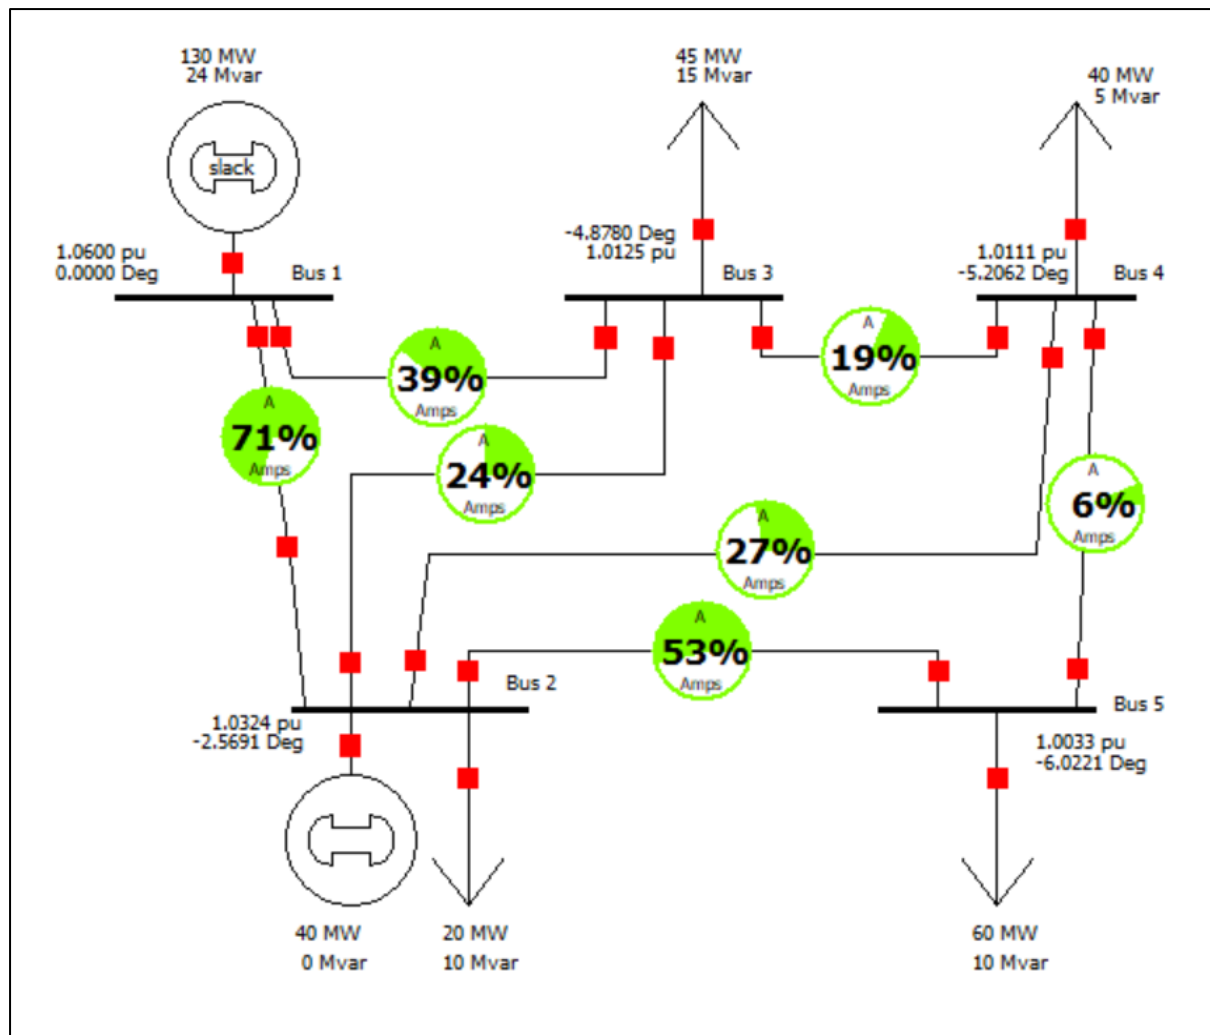 130 MW
24 Mvar
slack
1.0600 pu
0.0000 Deg
Bus 1
45 MW
15 Mvar
-4.8780 Deg
1.0125 pu
Bus 3
40 MW
5 Mvar
1.0111 pu
-5.2062 Deg
Bus 4
A
39%
Amps
A
19%
Amps
A
71%
Amps
A
24%
Amps
A
27%
Amps
A
6%
Amps
A
53%
Amps
Bus 2
1.0324 pu
-2.5691 Deg
Bus 5
1.0033 pu
-6.0221 Deg
40 MW
0 Mvar
20 MW
10 Mvar
60 MW
10 Mvar